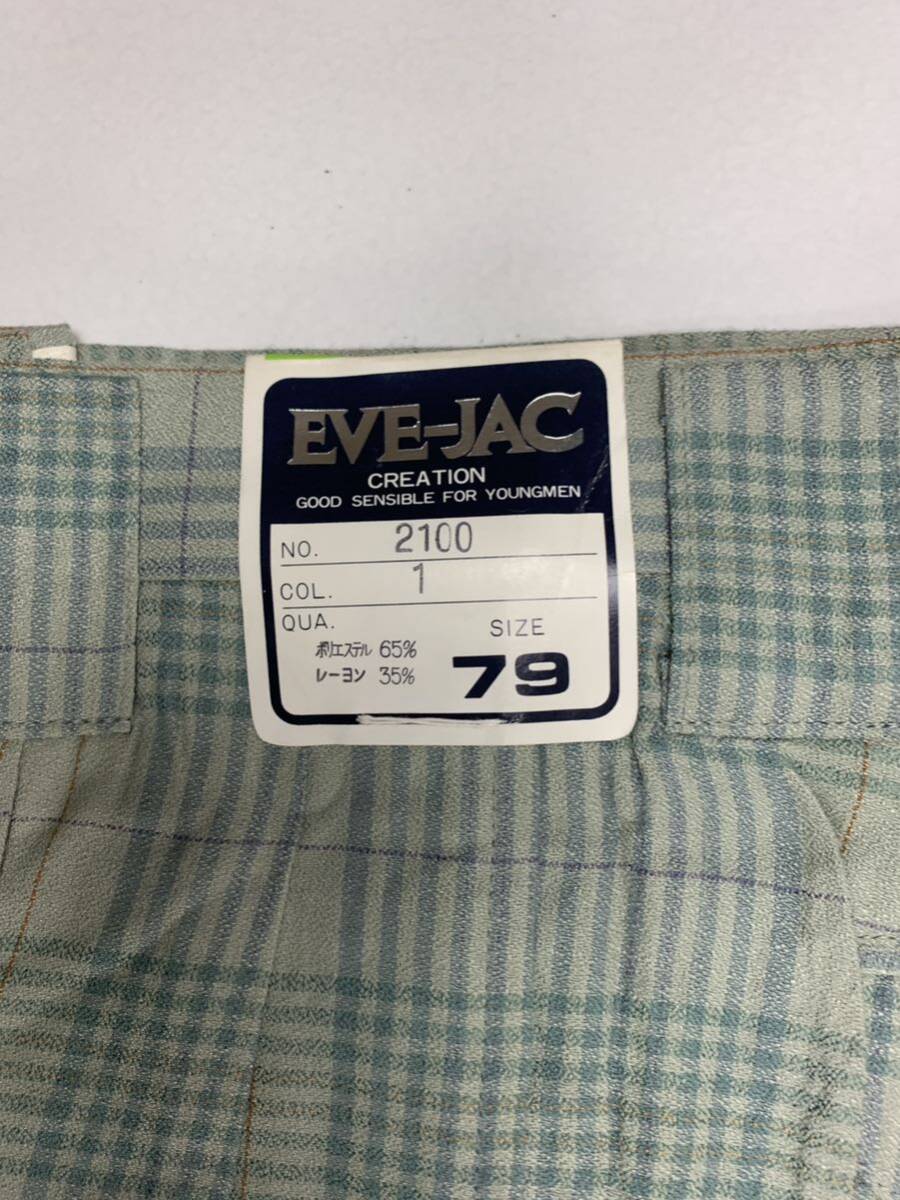 EVE-JAC
CREATION
GOOD SENSIBLE FOR YOUNGMEN
NO. 2100
COL. 1
QUA.
ポリエステル 65%
レーヨン 35%
SIZE
79